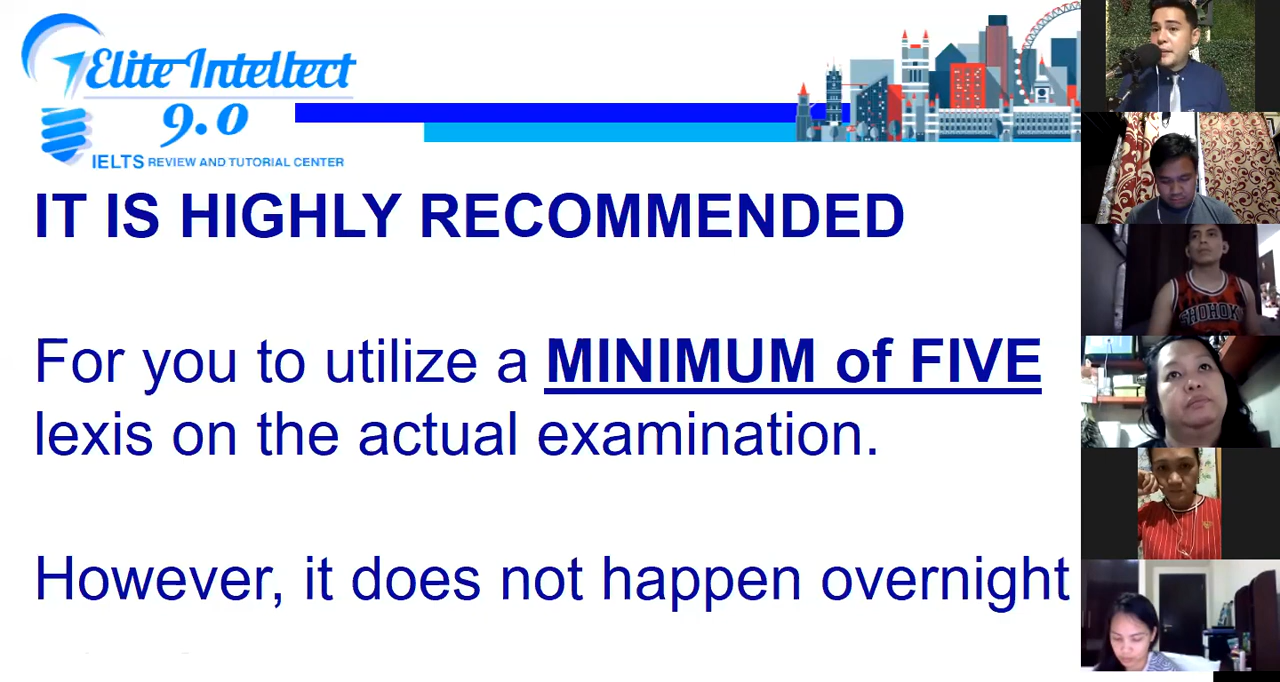 Elite Intellect
9.0
IELTS REVIEW AND TUTORIAL CENTER
IT IS HIGHLY RECOMMENDED
For you to utilize a MINIMUM of FIVE
lexis on the actual examination.
However, it does not happen overnight
SHOHOK